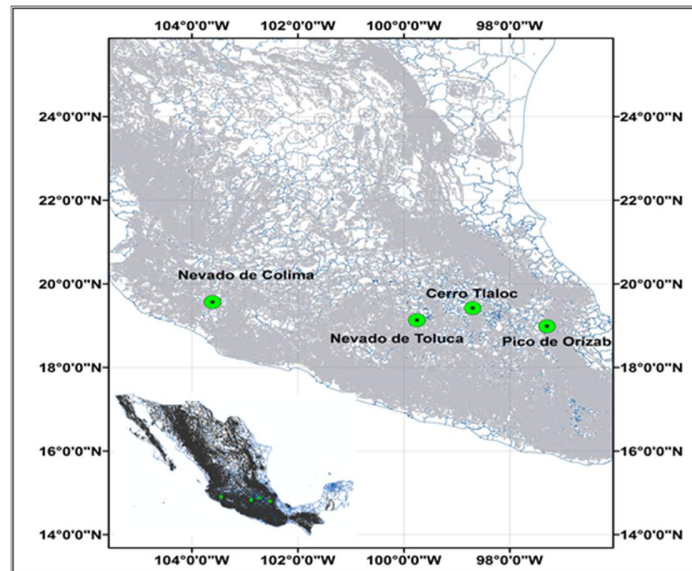 104°0'0"W 102°0'0"W 100°0'0"W 98°0'0"W
24°0'0"N 24°0'0"N
22°0'0"N 22°0'0"N
20°0'0"N 20°0'0"N
Nevado de Colima
Cerro Tlaloc
Nevado de Toluca
Pico de Orizab
18°0'0"N 18°0'0"N
16°0'0"N 16°0'0"N
14°0'0"N 14°0'0"N
104°0'0"W 102°0'0"W 100°0'0"W 98°0'0"W